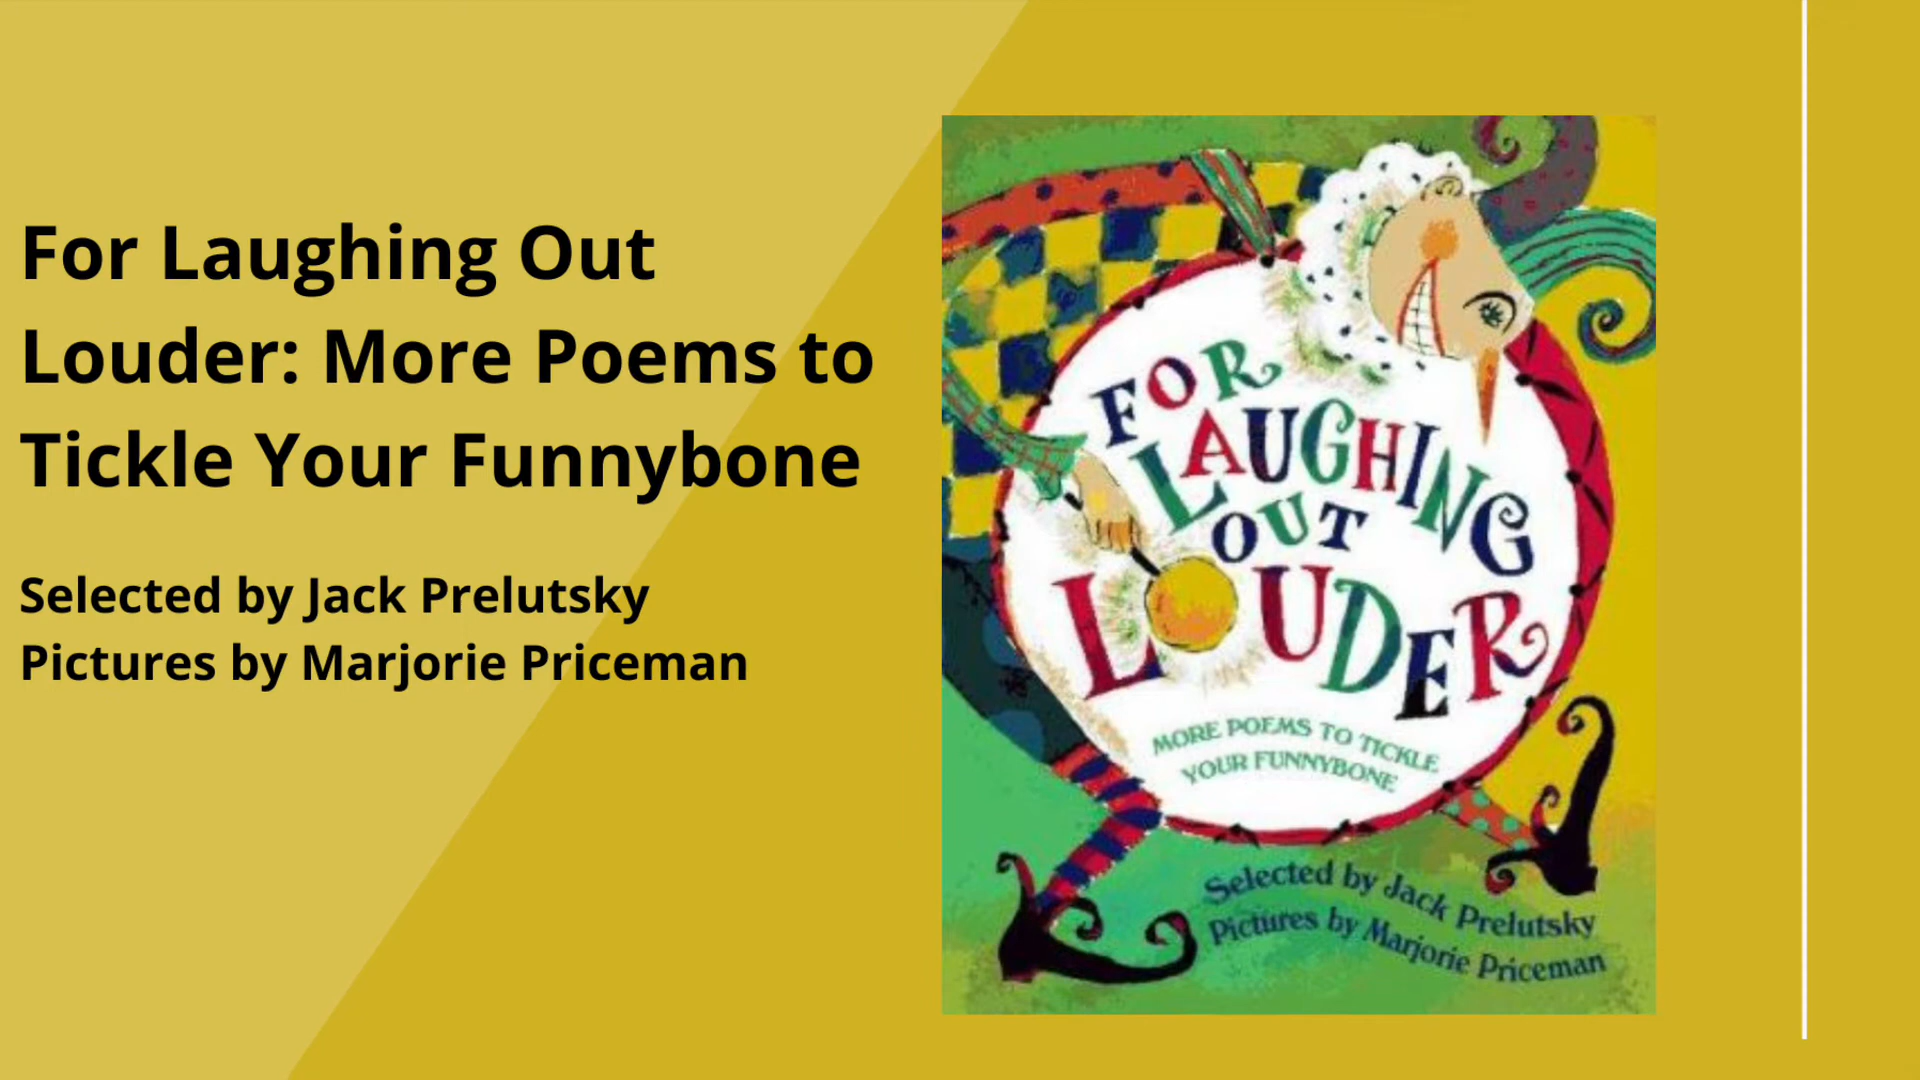 For Laughing Out
Louder: More Poems to
Tickle Your Funnybone
Selected by Jack Prelutsky
Pictures by Marjorie Priceman
FOR
LAUGHING
OUT
LOUDER
MORE POEMS TO TICKLE
YOUR FUNNYBONE
Selected by Jack Prelutsky
Pictures by Marjorie Priceman